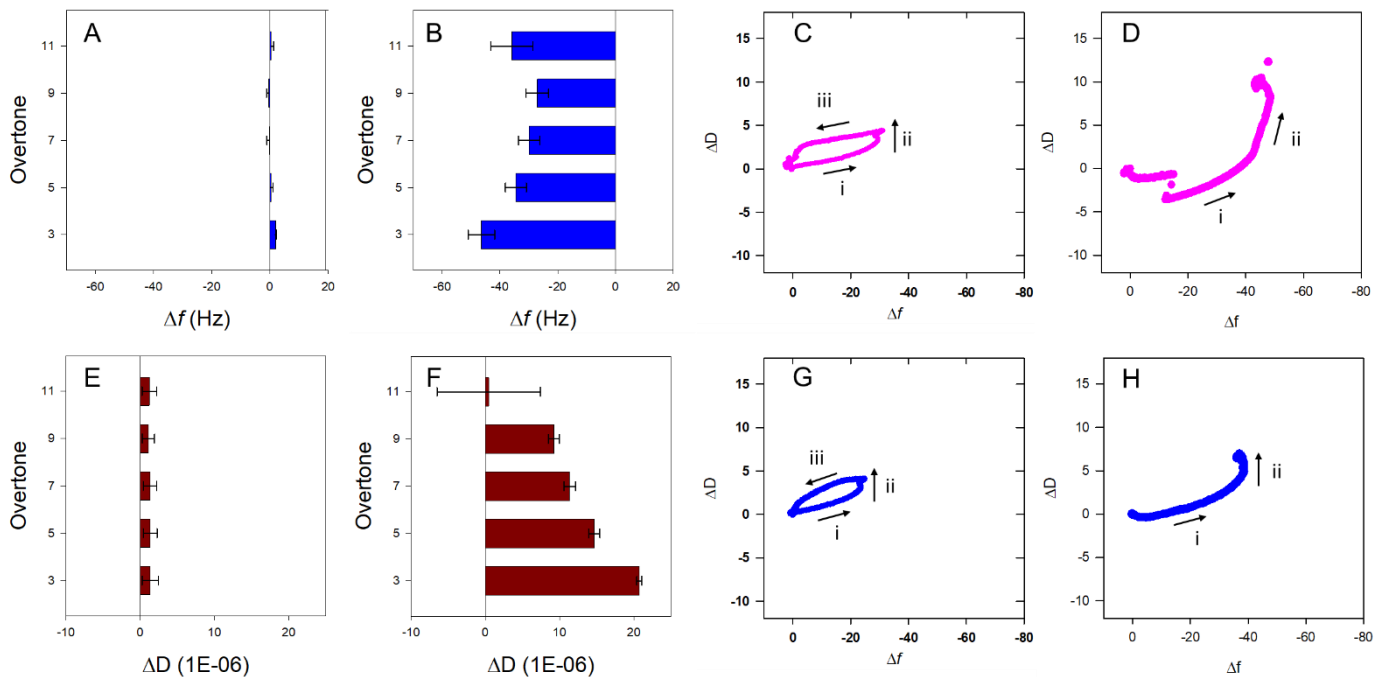 A
Overtone
11
9
7
5
3
-60 -40 -20 0 20
Δf (Hz)
B
Overtone
11
9
7
5
3
-60 -40 -20 0 20
Δf (Hz)
C
ΔD
15
10
5
0
-5
-10
iii
ii
i
0 -20 -40 -60 -80
Δf
D
ΔD
15
10
5
0
-5
-10
ii
i
0 -20 -40 -60 -80
Δf
E
Overtone
11
9
7
5
3
-10 0 10 20
ΔD (1E-06)
F
Overtone
11
9
7
5
3
-10 0 10 20
ΔD (1E-06)
G
ΔD
15
10
5
0
-5
-10
iii
ii
i
0 -20 -40 -60 -80
Δf
H
ΔD
15
10
5
0
-5
-10
ii
i
0 -20 -40 -60 -80
Δf